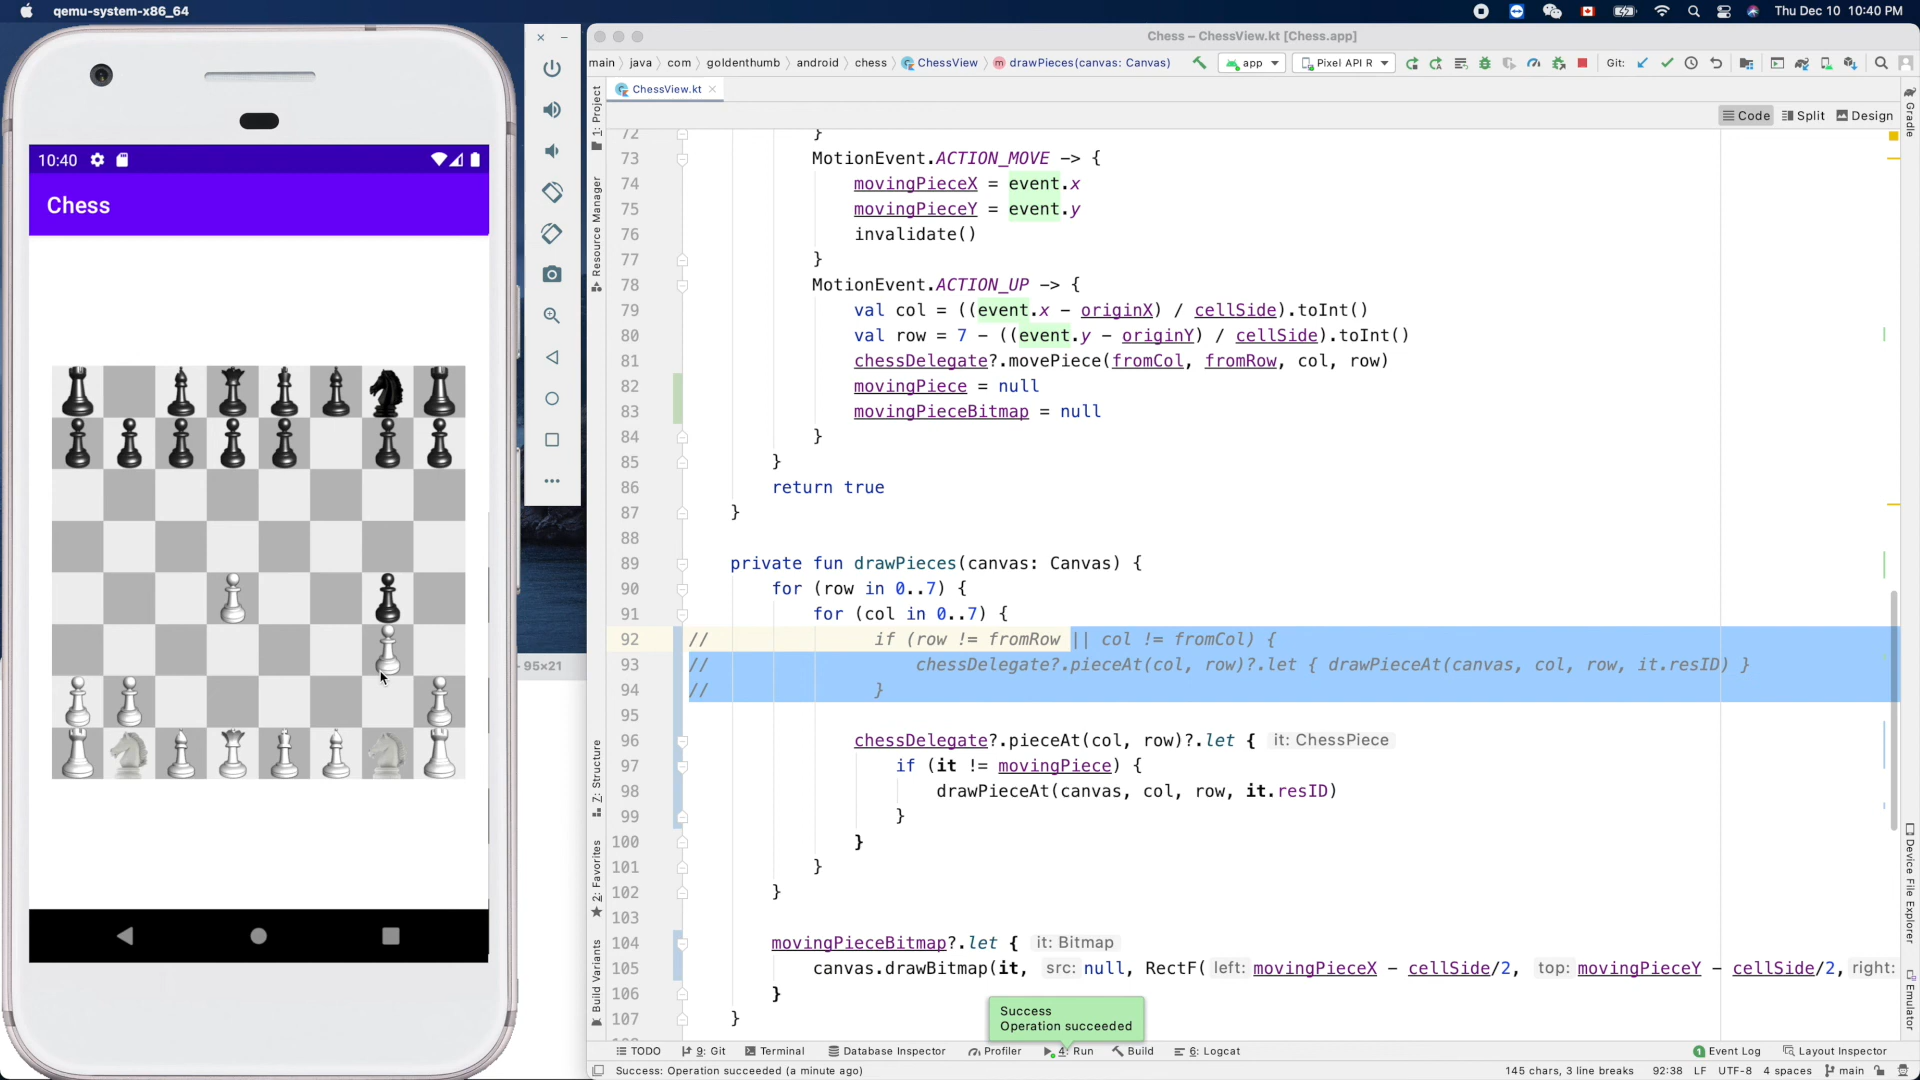 qemu-system-x86_64
Thu Dec 10 10:40 PM
Chess – ChessView.kt [Chess.app]
main java com goldenthumb android chess ChessView drawPieces(canvas: Canvas) app Pixel API R Git:
ChessView.kt
Code Split Design
10:40
Chess
95×21
1: Project
Resource Manager
Z: Structure
2: Favorites
Build Variants
Gradle
Device File Explorer
Emulator
72 }
73 MotionEvent.ACTION_MOVE -> {
74 movingPieceX = event.x
75 movingPieceY = event.y
76 invalidate()
77 }
78 MotionEvent.ACTION_UP -> {
79 val col = ((event.x - originX) / cellSide).toInt()
80 val row = 7 - ((event.y - originY) / cellSide).toInt()
81 chessDelegate?.movePiece(fromCol, fromRow, col, row)
82 movingPiece = null
83 movingPieceBitmap = null
84 }
85 }
86 return true
87 }
88
89 private fun drawPieces(canvas: Canvas) {
90 for (row in 0..7) {
91 for (col in 0..7) {
92 // if (row != fromRow || col != fromCol) {
93 // chessDelegate?.pieceAt(col, row)?.let { drawPieceAt(canvas, col, row, it.resID) }
94 // }
95
96 chessDelegate?.pieceAt(col, row)?.let { it: ChessPiece
97 if (it != movingPiece) {
98 drawPieceAt(canvas, col, row, it.resID)
99 }
100 }
101 }
102 }
103
104 movingPieceBitmap?.let { it: Bitmap
105 canvas.drawBitmap(it, src: null, RectF( left: movingPieceX - cellSide/2, top: movingPieceY - cellSide/2, right:
106 }
107 }
Success
Operation succeeded
TODO 9: Git Terminal Database Inspector Profiler 4: Run Build 6: Logcat 1 Event Log Layout Inspector
Success: Operation succeeded (a minute ago) 145 chars, 3 line breaks 92:38 LF UTF-8 4 spaces main